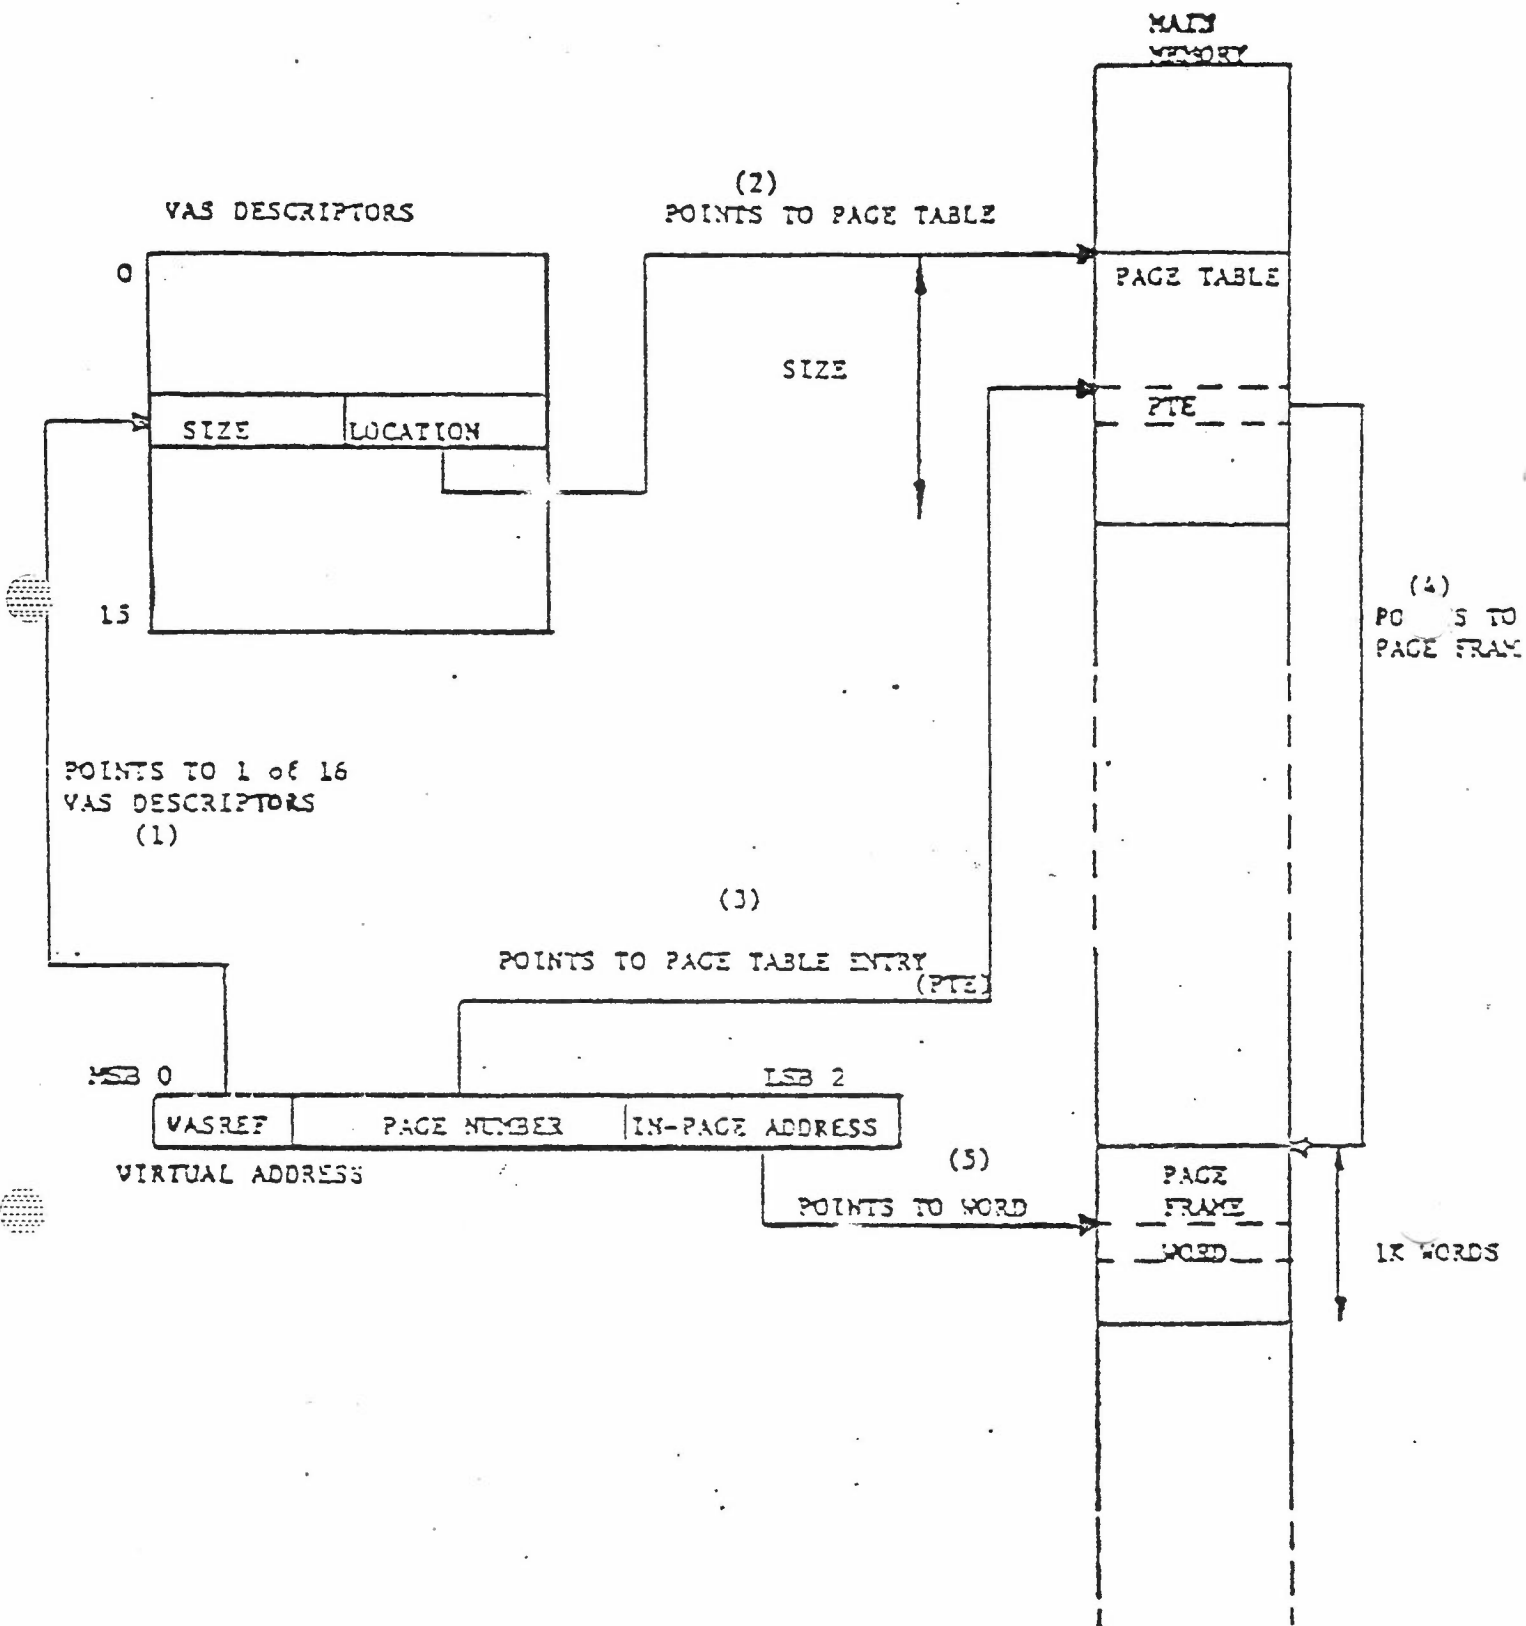 MAIN
MEMORY
(2)
VAS DESCRIPTORS
POINTS TO PAGE TABLE
0
PAGE TABLE
SIZE
PTE
SIZE
LOCATION
(4)
15
S TO
PAGE FRAM
POINTS TO 1 of 16
VAS DESCRIPTORS
(1)
(3)
POINTS TO PAGE TABLE ENTRY
(PTE)
MSB 0
LSB 2
VASREF
PAGE NUMBER
IN-PAGE ADDRESS
VIRTUAL ADDRESS
(5)
PAGE
FRAME
POINTS TO WORD
WORD
1K WORDS